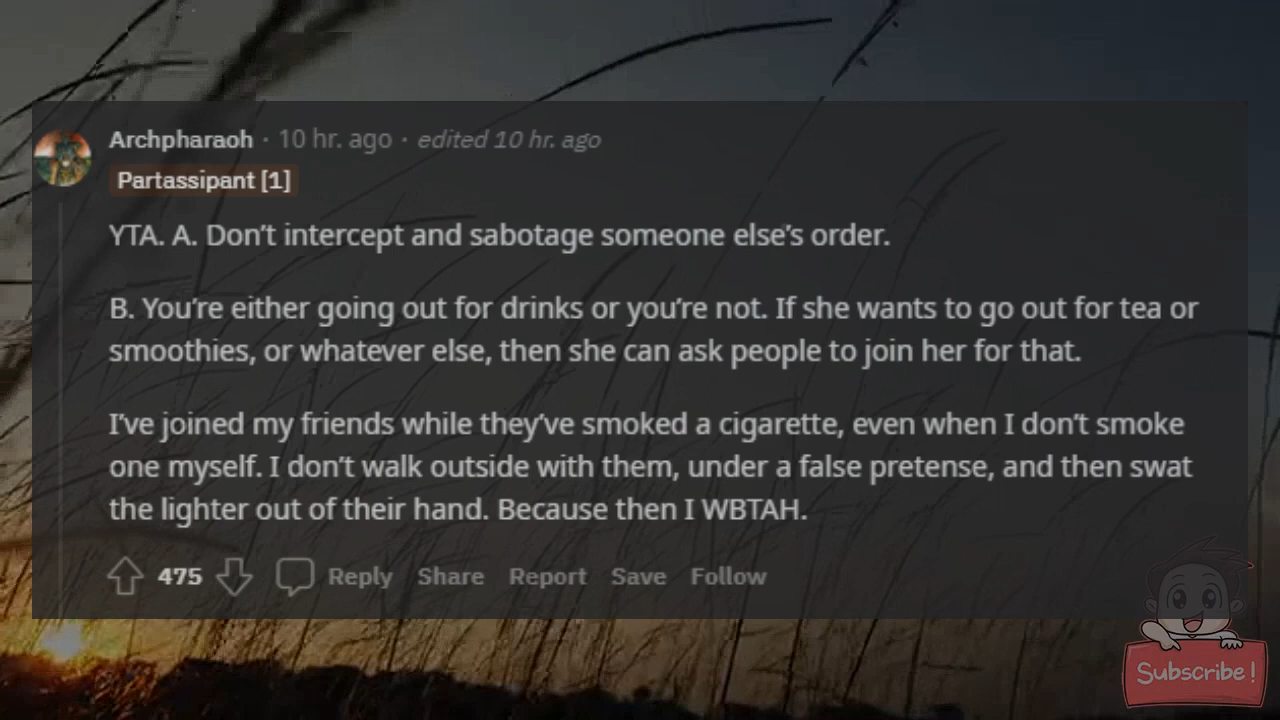 Archpharaoh · 10 hr. ago · edited 10 hr. ago
Partassipant [1]
YTA. A. Don’t intercept and sabotage someone else’s order.
B. You’re either going out for drinks or you’re not. If she wants to go out for tea or
smoothies, or whatever else, then she can ask people to join her for that.
I’ve joined my friends while they’ve smoked a cigarette, even when I don’t smoke
one myself. I don’t walk outside with them, under a false pretense, and then swat
the lighter out of their hand. Because then I WBTAH.
475 Reply Share Report Save Follow
Subscribe!